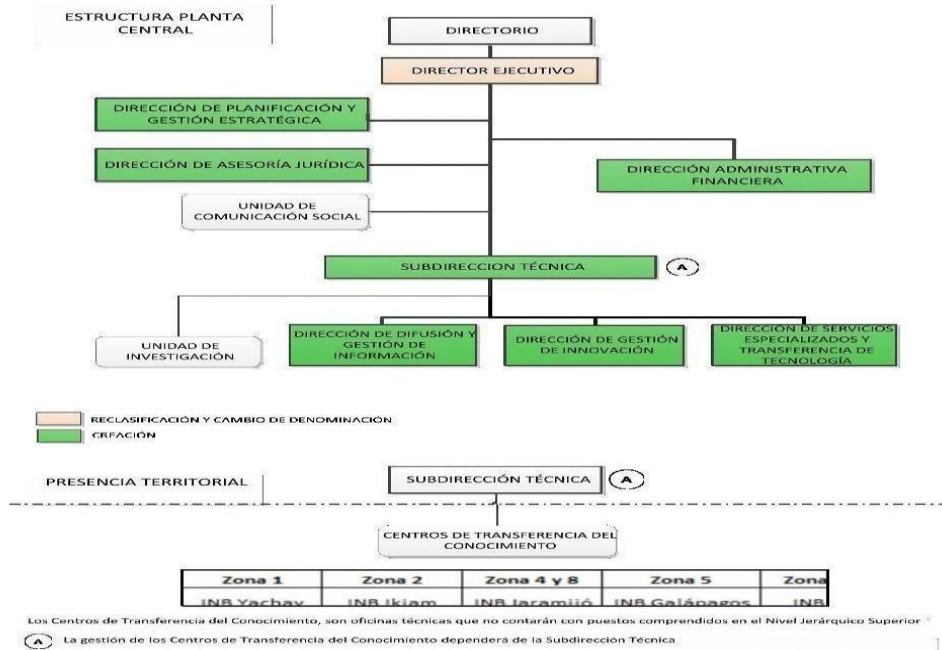 ESTRUCTURA PLANTA
CENTRAL
DIRECTORIO
DIRECTOR EJECUTIVO
DIRECCIÓN DE PLANIFICACIÓN Y
GESTIÓN ESTRATÉGICA
DIRECCIÓN DE ASESORÍA JURÍDICA
DIRECCIÓN ADMINISTRATIVA
FINANCIERA
UNIDAD DE
COMUNICACIÓN SOCIAL
SUBDIRECCION TÉCNICA
A
UNIDAD DE
INVESTIGACIÓN
DIRECCIÓN DE DIFUSIÓN Y
GESTIÓN DE
INFORMACIÓN
DIRECCIÓN DE GESTIÓN
DE INNOVACIÓN
DIRECCIÓN DE SERVICIOS
ESPECIALIZADOS Y
TRANSFERENCIA DE
TECNOLOGÍA
RECLASIFICACIÓN Y CAMBIO DE DENOMINACIÓN
CREACIÓN
PRESENCIA TERRITORIAL
SUBDIRECCIÓN TÉCNICA
A
CENTROS DE TRANSFERENCIA DEL
CONOCIMIENTO
Zona 1 Zona 2 Zona 4 y 8 Zona 5 Zona
INB Yachay INB Ikiam INB Jaramijó INB Galápagos INB
Los Centros de Transferencia del Conocimiento, son oficinas técnicas que no contarán con puestos comprendidos en el Nivel Jerárquico Superior
A La gestión de los Centros de Transferencia del Conocimiento dependerá de la Subdirección Técnica